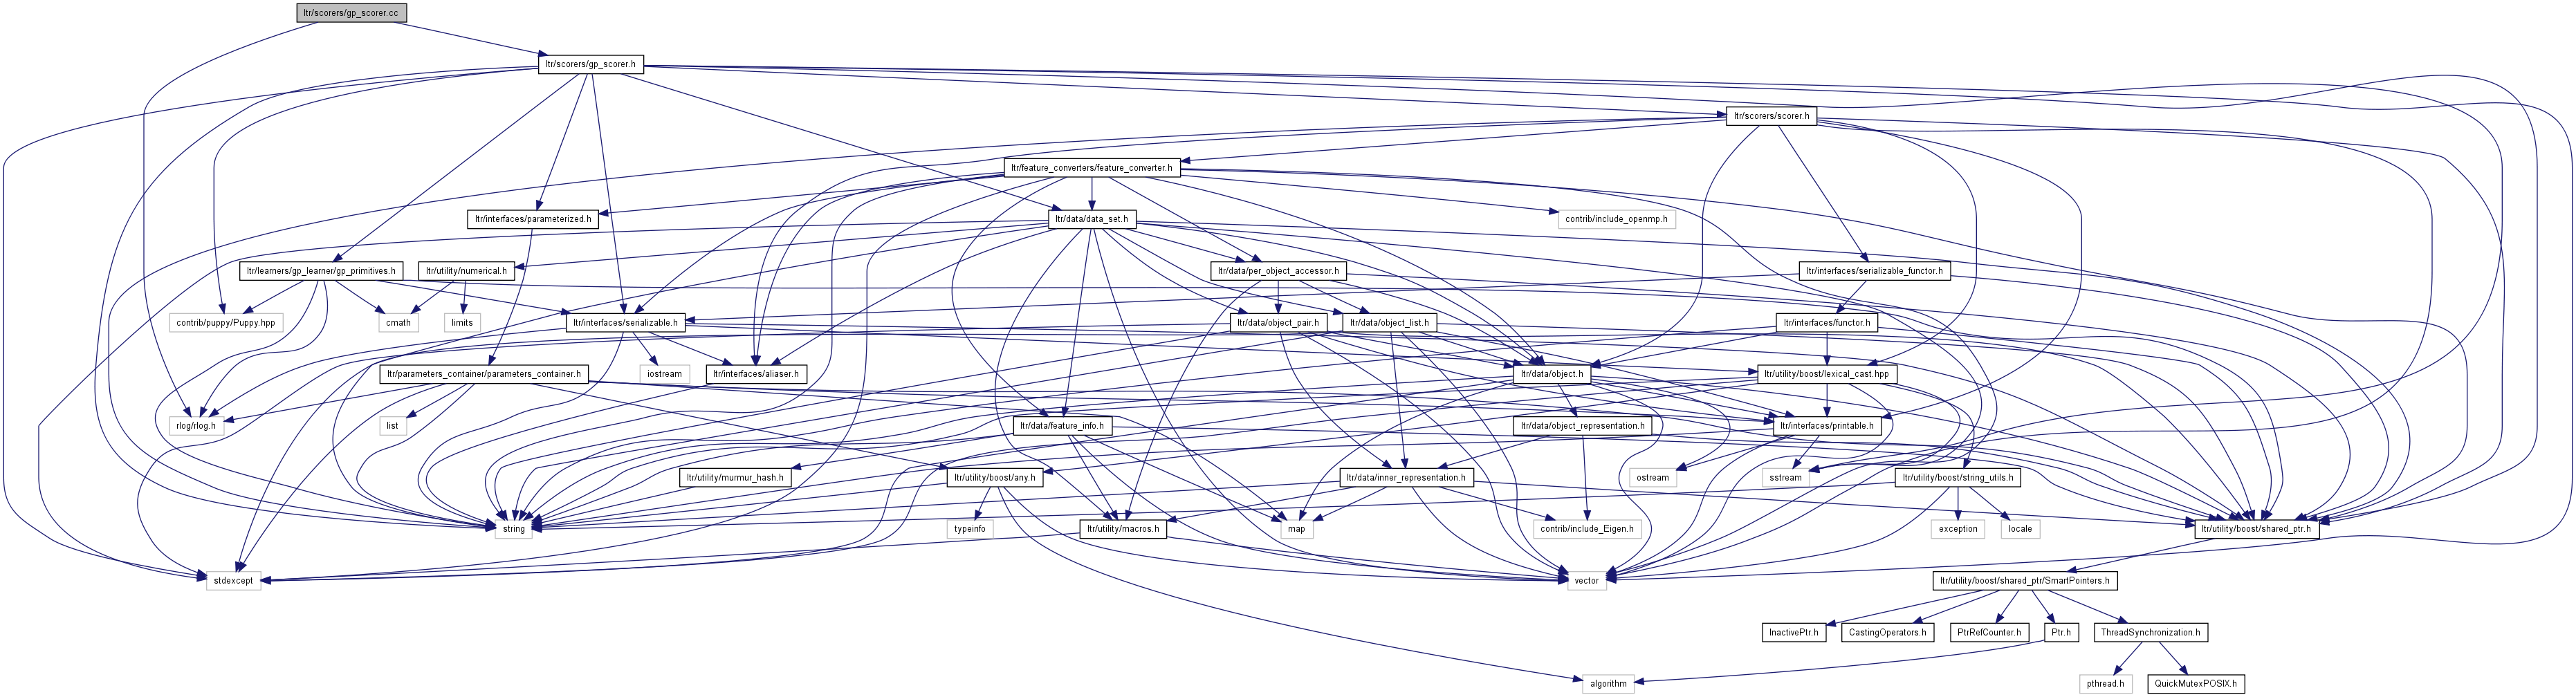 ltr/scorers/gp_scorer.cc
ltr/scorers/gp_scorer.h
ltr/scorers/scorer.h
ltr/feature_converters/feature_converter.h
ltr/interfaces/parameterized.h
ltr/data/data_set.h
contrib/include_openmp.h
ltr/learners/gp_learner/gp_primitives.h
ltr/utility/numerical.h
ltr/data/per_object_accessor.h
ltr/interfaces/serializable_functor.h
contrib/puppy/Puppy.hpp
cmath
limits
ltr/interfaces/serializable.h
ltr/data/object_pair.h
ltr/data/object_list.h
ltr/interfaces/functor.h
ltr/parameters_container/parameters_container.h
iostream
ltr/interfaces/aliaser.h
ltr/data/object.h
ltr/utility/boost/lexical_cast.hpp
rlog/rlog.h
list
ltr/data/feature_info.h
ltr/data/object_representation.h
ltr/interfaces/printable.h
ltr/utility/murmur_hash.h
ltr/utility/boost/any.h
ltr/data/inner_representation.h
ostream
sstream
ltr/utility/boost/string_utils.h
string
typeinfo
ltr/utility/macros.h
map
contrib/include_Eigen.h
exception
locale
ltr/utility/boost/shared_ptr.h
stdexcept
vector
ltr/utility/boost/shared_ptr/SmartPointers.h
InactivePtr.h
CastingOperators.h
PtrRefCounter.h
Ptr.h
ThreadSynchronization.h
algorithm
pthread.h
QuickMutexPOSIX.h